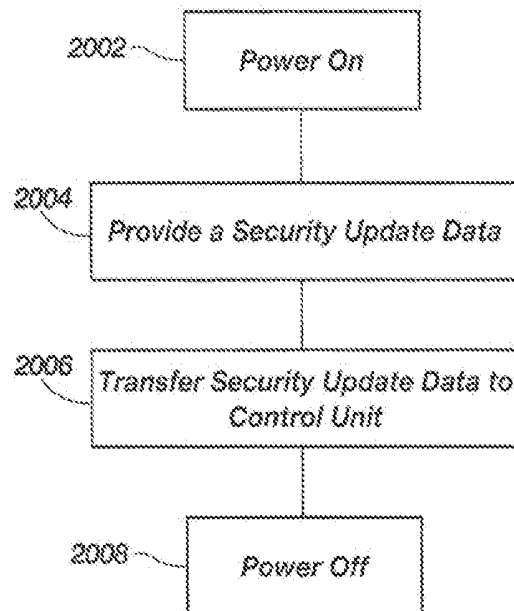 2002
Power On
2004
Provide a Security Update Data
2006
Transfer Security Update Data to
Control Unit
2008
Power Off